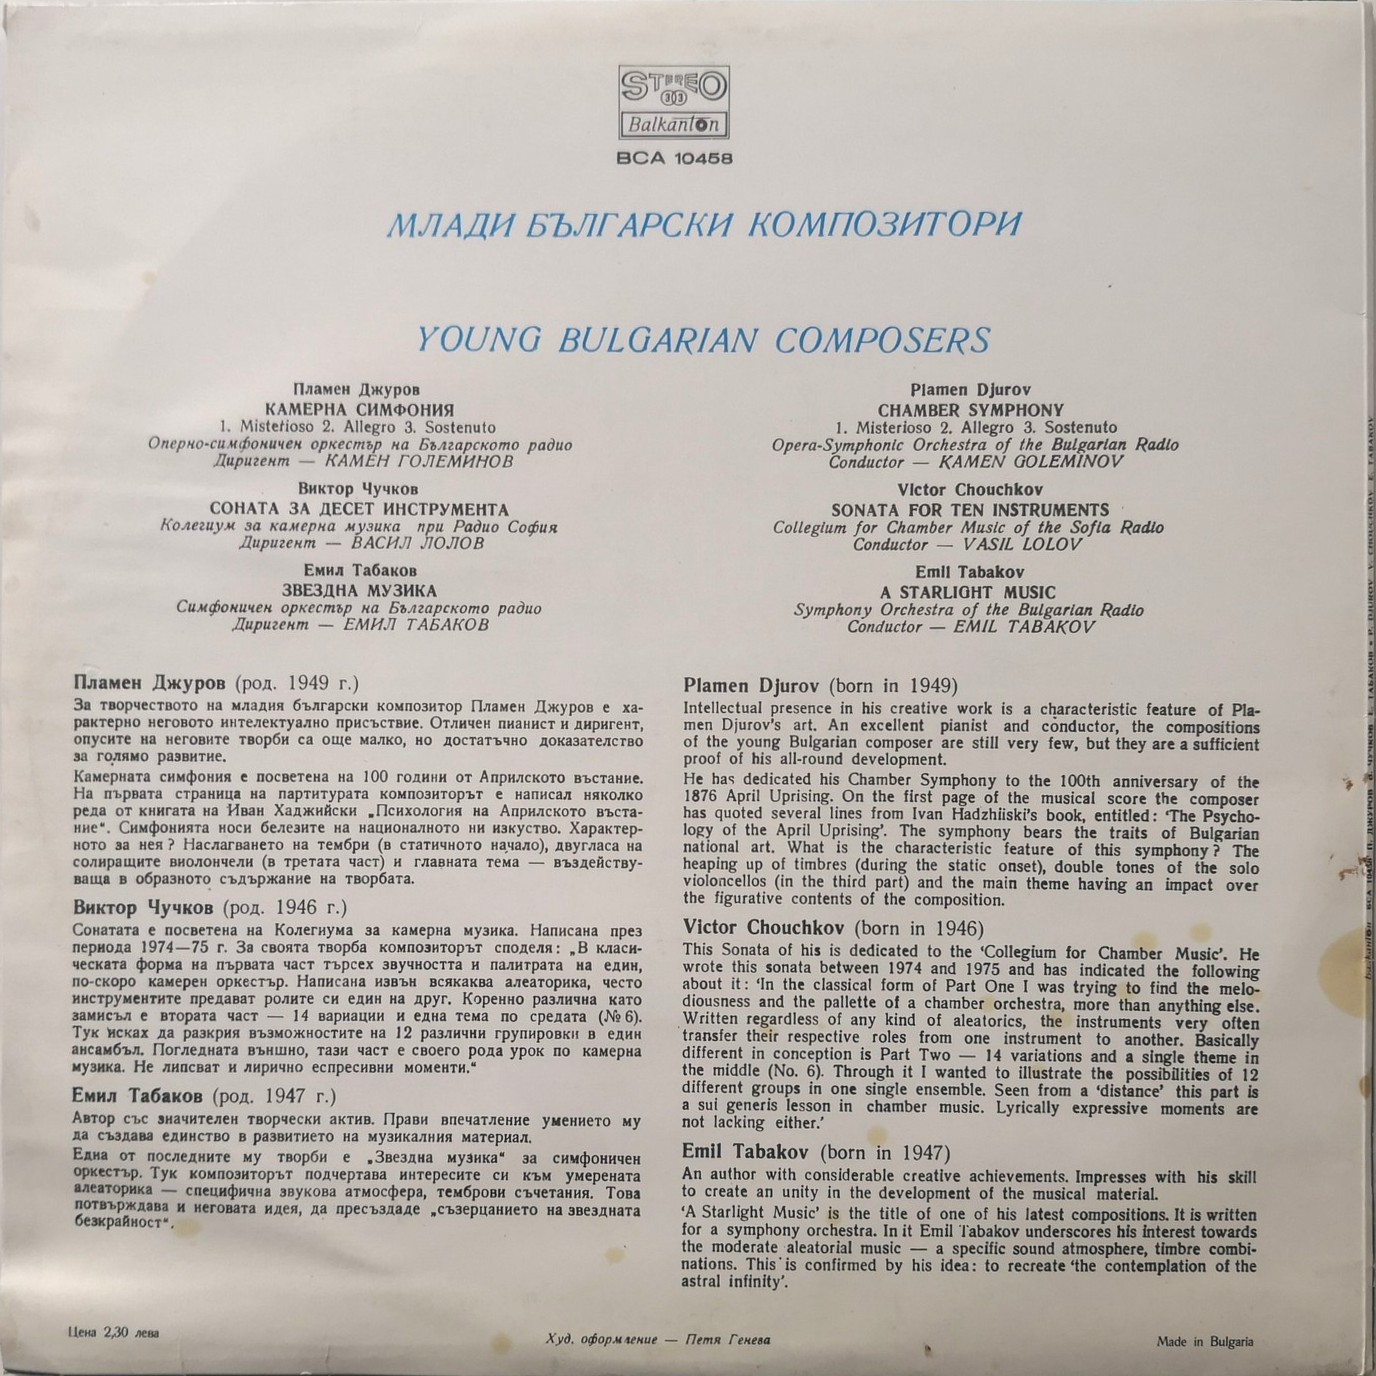 STEREO
33
Balkanton
BCA 10458
МЛАДИ БЪЛГАРСКИ КОМПОЗИТОРИ
YOUNG BULGARIAN COMPOSERS
Пламен Джуров
КАМЕРНА СИМФОНИЯ
1. Misterioso 2. Allegro 3. Sostenuto
Оперно-симфоничен оркестър на Българското радио
Диригент — КАМЕН ГОЛЕМИНОВ
Виктор Чучков
СОНАТА ЗА ДЕСЕТ ИНСТРУМЕНТА
Колегиум за камерна музика при Радио София
Диригент — ВАСИЛ ЛОЛОВ
Емил Табаков
ЗВЕЗДНА МУЗИКА
Симфоничен оркестър на Българското радио
Диригент — ЕМИЛ ТАБАКОВ
Plamen Djurov
CHAMBER SYMPHONY
1. Misterioso 2. Allegro 3. Sostenuto
Opera-Symphonic Orchestra of the Bulgarian Radio
Conductor — KAMEN GOLEMINOV
Victor Chouchkov
SONATA FOR TEN INSTRUMENTS
Collegium for Chamber Music of the Sofia Radio
Conductor — VASIL LOLOV
Emil Tabakov
A STARLIGHT MUSIC
Symphony Orchestra of the Bulgarian Radio
Conductor — EMIL TABAKOV
Пламен Джуров (род. 1949 г.)
За творчеството на младия български композитор Пламен Джуров е ха-
рактерно неговото интелектуално присъствие. Отличен пианист и диригент,
опусите на неговите творби са още малко, но достатъчно доказателство
за голямо развитие.
Камерната симфония е посветена на 100 години от Априлското въстание.
На първата страница на партитурата композиторът е написал няколко
реда от книгата на Иван Хаджийски „Психология на Априлското въста-
ние“. Симфонията носи белезите на националното ни изкуство. Характер-
ното за нея? Наслагването на тембри (в статичното начало), двугласа на
солиращите виолончели (в третата част) и главната тема — въздейству-
ваща в образното съдържание на творбата.
Виктор Чучков (род. 1946 г.)
Сонатата е посветена на Колегиума за камерна музика. Написана през
периода 1974—75 г. За своята творба композиторът споделя: „В класи-
ческата форма на първата част търсех звучността и палитрата на един,
по-скоро камерен оркестър. Написана извън всякаква алеаторика, често
инструментите предават ролите си един на друг. Коренно различна като
замисъл е втората част — 14 вариации и една тема по средата (№ 6).
Тук исках да разкрия възможностите на 12 различни групировки в един
ансамбъл. Погледната външно, тази част е своего рода урок по камерна
музика. Не липсват и лирично еспресивни моменти.“
Емил Табаков (род. 1947 г.)
Автор със значителен творчески актив. Прави впечатление умението му
да създава единство в развитието на музикалния материал.
Една от последните му творби е „Звездна музика“ за симфоничен
оркестър. Тук композиторът подчертава интересите си към умерената
алеаторика — специфична звукова атмосфера, темброви съчетания. Това
потвърждава и неговата идея, да пресъздаде „съзерцанието на звездната
безкрайност“.
Plamen Djurov (born in 1949)
Intellectual presence in his creative work is a characteristic feature of Pla-
men Djurov's art. An excellent pianist and conductor, the compositions
of the young Bulgarian composer are still very few, but they are a sufficient
proof of his all-round development.
He has dedicated his Chamber Symphony to the 100th anniversary of the
1876 April Uprising. On the first page of the musical score the composer
has quoted several lines from Ivan Hadzhiiski's book, entitled: ‘The Psycho-
logy of the April Uprising’. The symphony bears the traits of Bulgarian
national art. What is the characteristic feature of this symphony? The
heaping up of timbres (during the static onset), double tones of the solo
violoncellos (in the third part) and the main theme having an impact over
the figurative contents of the composition.
Victor Chouchkov (born in 1946)
This Sonata of his is dedicated to the ‘Collegium for Chamber Music’. He
wrote this sonata between 1974 and 1975 and has indicated the following
about it: ‘In the classical form of Part One I was trying to find the melo-
diousness and the pallette of a chamber orchestra, more than anything else.
Written regardless of any kind of aleatorics, the instruments very often
transfer their respective roles from one instrument to another. Basically
different in conception is Part Two — 14 variations and a single theme in
the middle (No. 6). Through it I wanted to illustrate the possibilities of 12
different groups in one single ensemble. Seen from a ‘distance’ this part is
a sui generis lesson in chamber music. Lyrically expressive moments are
not lacking either.’
Emil Tabakov (born in 1947)
An author with considerable creative achievements. Impresses with his skill
to create an unity in the development of the musical material.
‘A Starlight Music’ is the title of one of his latest compositions. It is written
for a symphony orchestra. In it Emil Tabakov underscores his interest towards
the moderate aleatorial music — a specific sound atmosphere, timbre combi-
nations. This is confirmed by his idea: to recreate ‘the contemplation of the
astral infinity’.
Цена 2,30 лева
Худ. оформление — Петя Генева
Made in Bulgaria
balkanton BCA 10458 П. ДЖУРОВ В. ЧУЧКОВ Е. ТАБАКОВ • P. DJUROV V. CHOUCHKOV E. TABAKOV